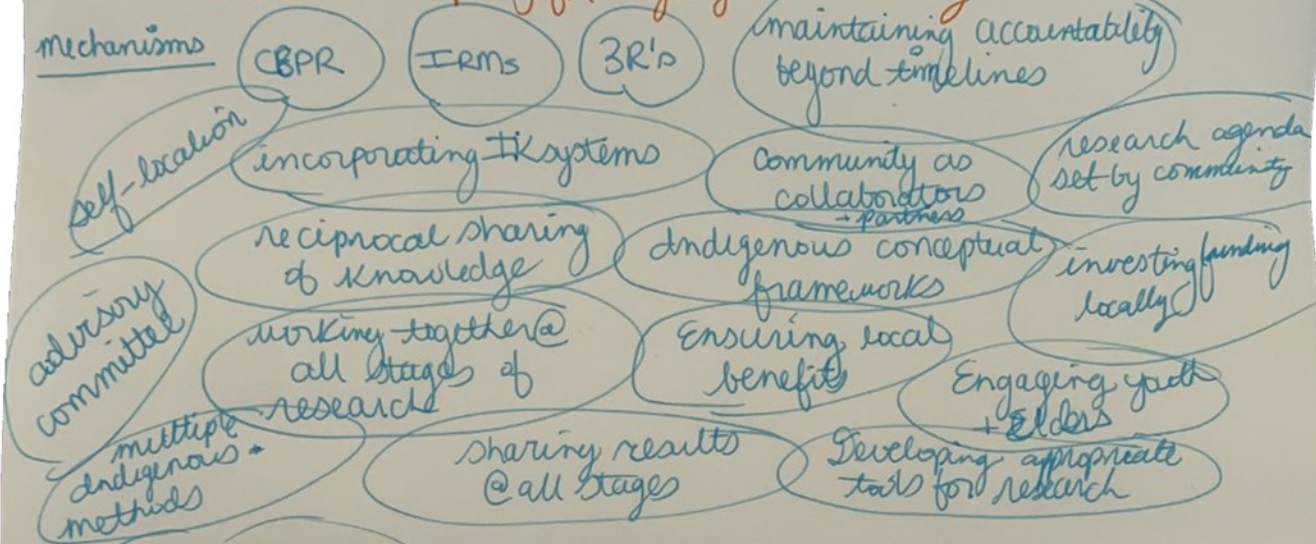 mechanisms
CBPR
IRMs
3R's
maintaining accountability
beyond timelines
self-location
incorporating IK systems
Community as
collaborators
+ partners
research agenda
set by community
reciprocal sharing
of knowledge
Indigenous conceptual
frameworks
investing funding
locally
advisory
committee
working together @
all stages of
research
Ensuring local
benefits
Engaging youth
+ Elders
multiple
Indigenous
methods
sharing results
@ all stages
Developing appropriate
tools for research